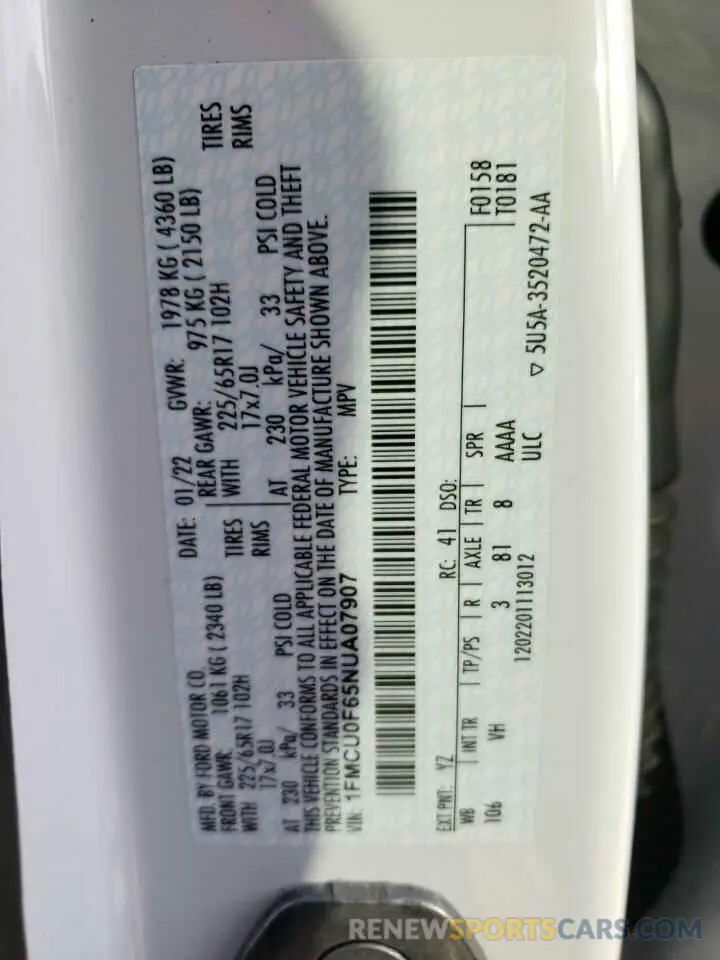 MFD. BY FORD MOTOR CO.
DATE: 01/22 GVWR: 1978 KG ( 4360 LB)
FRONT GAWR: 1061 KG ( 2340 LB) REAR GAWR: 975 KG ( 2150 LB)
WITH 225/65R17 102H TIRES WITH 225/65R17 102H TIRES
17x7.0J RIMS 17x7.0J RIMS
AT 230 kPa/ 33 PSI COLD AT 230 kPa/ 33 PSI COLD
THIS VEHICLE CONFORMS TO ALL APPLICABLE FEDERAL MOTOR VEHICLE SAFETY AND THEFT
PREVENTION STANDARDS IN EFFECT ON THE DATE OF MANUFACTURE SHOWN ABOVE.
VIN: 1FMCU0F65NUA07907 TYPE: MPV
EXT PNT: YZ RC: 41 DSO: F0158
WB INT TR TP/PS R AXLE TR SPR T0181
106 VH 3 81 8 AAAA
1202201113012 ULC
▽ 5U5A-3520472-AA
RENEWSPORTSCARS.COM